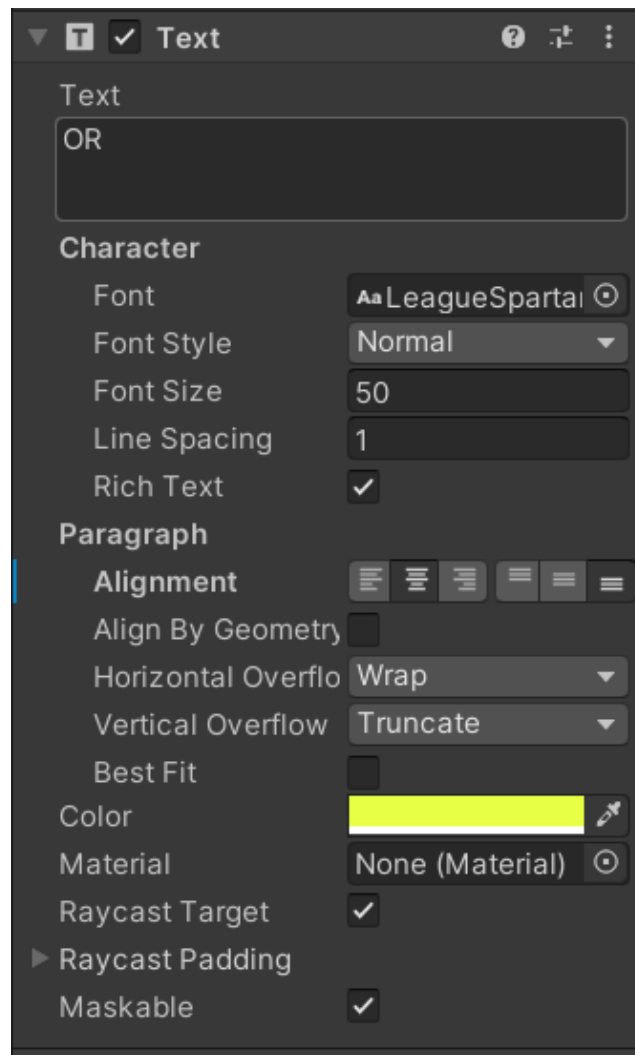 T Text ?
Text
OR
Character
Font Aa LeagueSpartan
Font Style Normal
Font Size 50
Line Spacing 1
Rich Text
Paragraph
Alignment
Align By Geometry
Horizontal Overflo Wrap
Vertical Overflow Truncate
Best Fit
Color
Material None (Material)
Raycast Target
Raycast Padding
Maskable